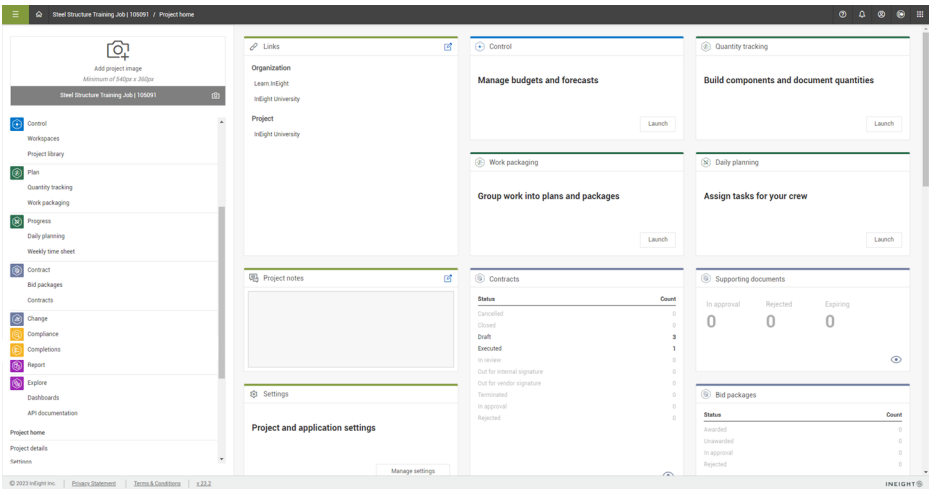 Steel Structure Training Job | 105091 / Project home
Add project image
Minimum of 540px x 360px
Steel Structure Training Job | 105091
Control
Workspaces
Project library
Plan
Quantity tracking
Work packaging
Progress
Daily planning
Weekly time sheet
Contract
Bid packages
Contracts
Change
Compliance
Completions
Report
Explore
Dashboards
API documentation
Project home
Project details
Settings
Links
Organization
Learn.InEight
InEight University
Project
InEight University
Control
Manage budgets and forecasts
Launch
Quantity tracking
Build components and document quantities
Launch
Work packaging
Group work into plans and packages
Launch
Daily planning
Assign tasks for your crew
Launch
Project notes
Settings
Project and application settings
Manage settings
Contracts
Status Count
Cancelled 0
Closed 0
Draft 3
Executed 1
In review 0
Out for internal signature 0
Out for vendor signature 0
Terminated 0
In approval 0
Rejected 0
Supporting documents
In approval Rejected Expiring
0 0 0
Bid packages
Status Count
Awarded 0
Unawarded 0
In approval 0
Rejected 0
© 2023 InEight Inc. | Privacy Statement | Terms & Conditions | v 23.2
INEIGHT